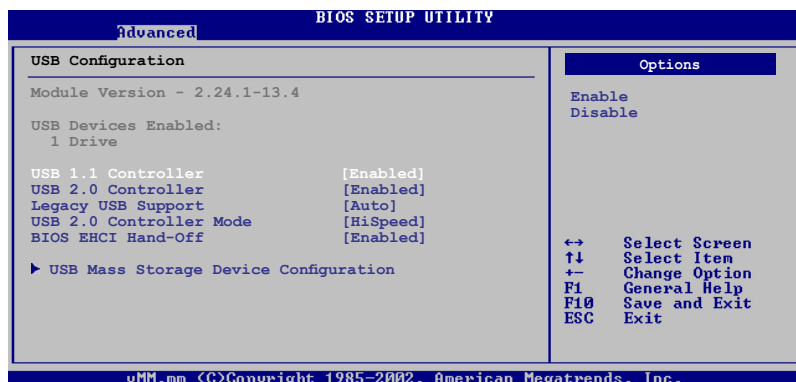 BIOS SETUP UTILITY
Advanced
USB Configuration
Module Version - 2.24.1-13.4
USB Devices Enabled:
1 Drive
USB 1.1 Controller [Enabled]
USB 2.0 Controller [Enabled]
Legacy USB Support [Auto]
USB 2.0 Controller Mode [HiSpeed]
BIOS EHCI Hand-Off [Enabled]
USB Mass Storage Device Configuration
Options
Enable
Disable
↔ Select Screen
↑↓ Select Item
+- Change Option
F1 General Help
F10 Save and Exit
ESC Exit
vMM.mm (C)Copyright 1985-2002, American Megatrends, Inc.